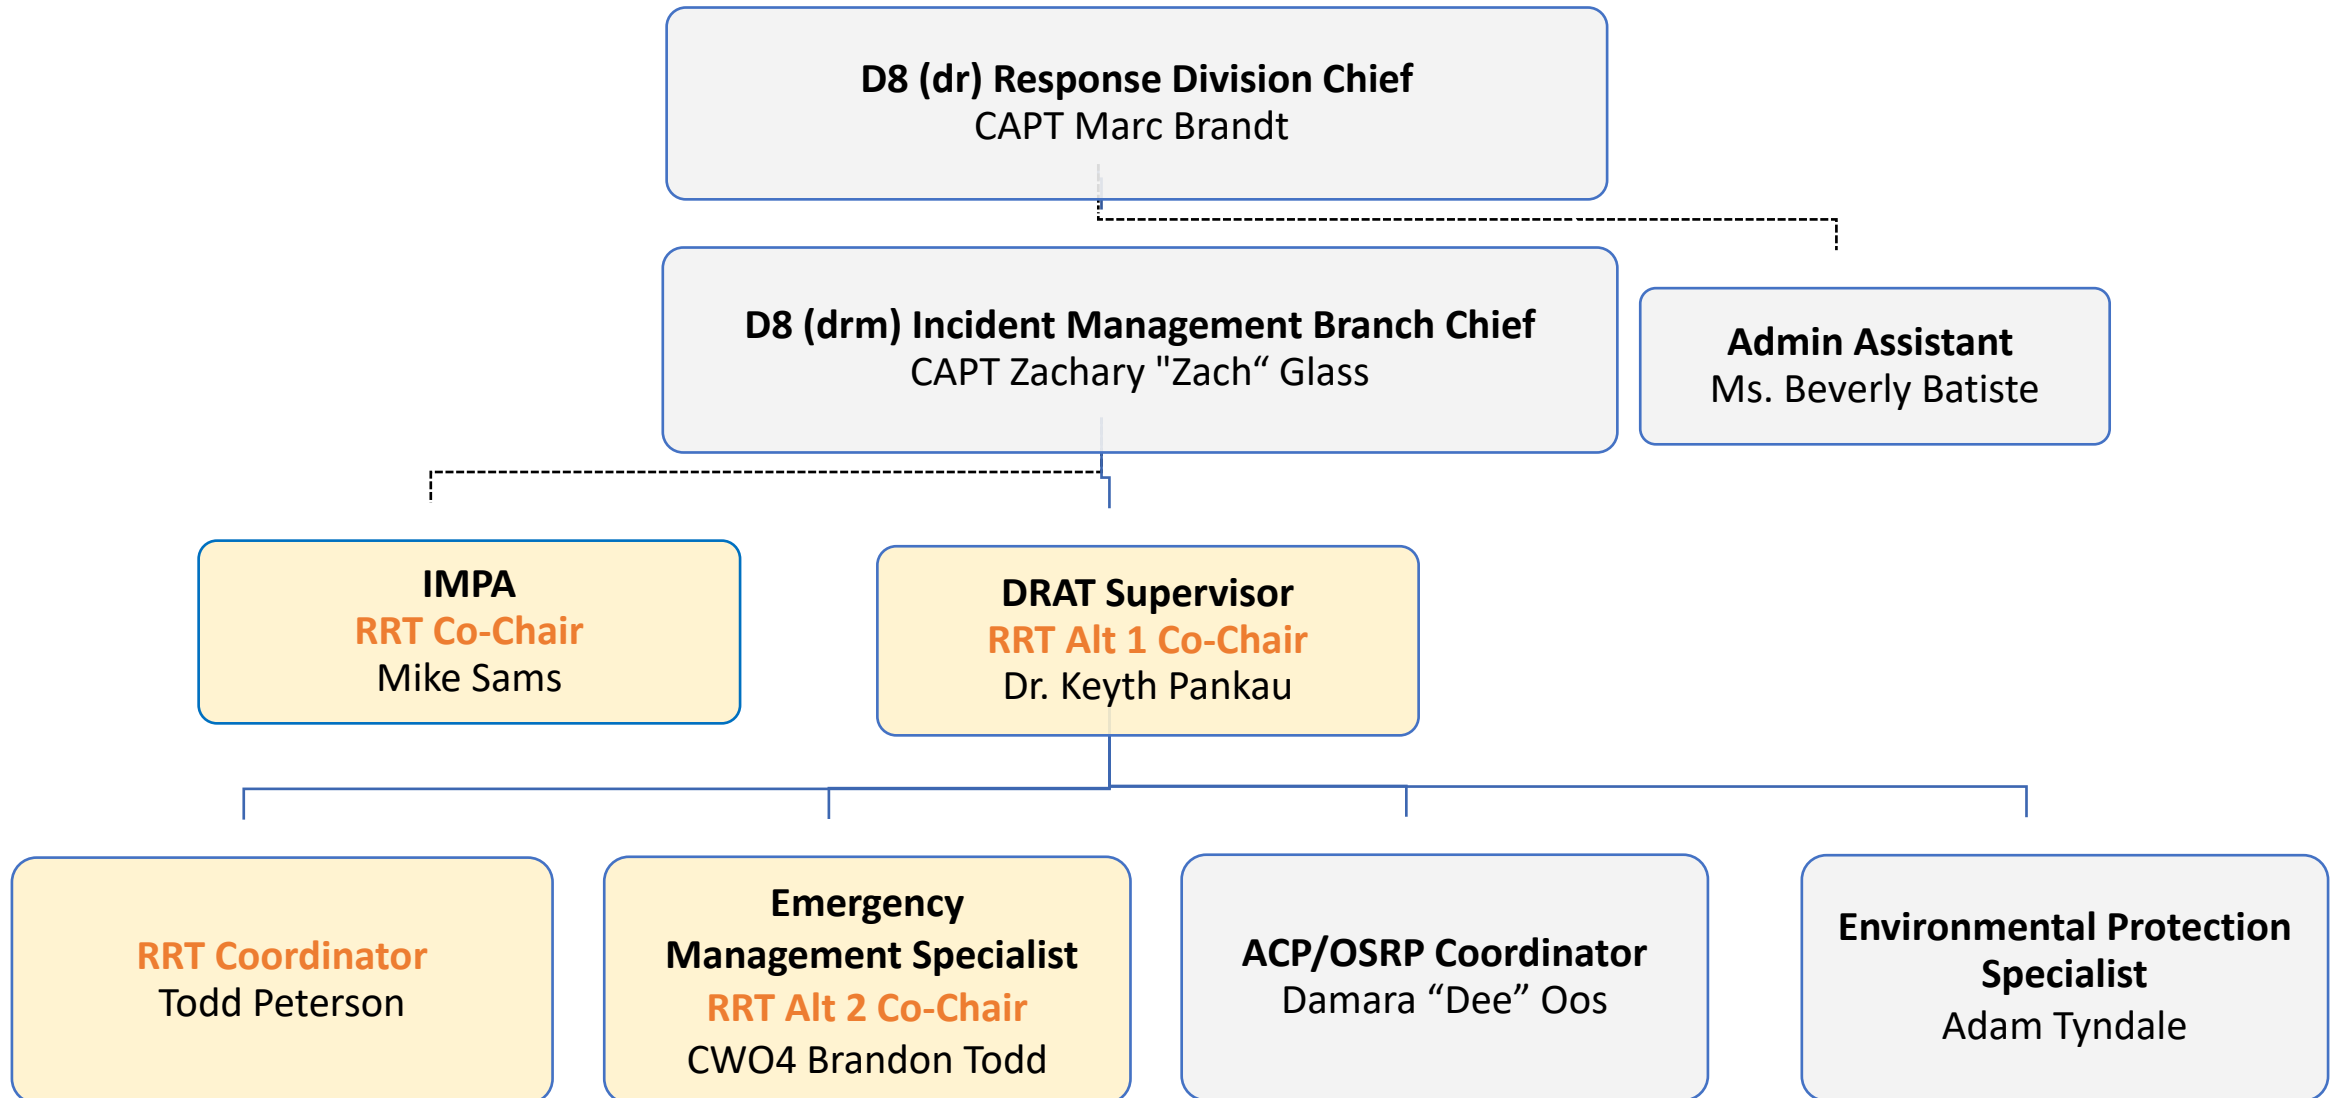 D8 (dr) Response Division Chief
CAPT Marc Brandt
D8 (drm) Incident Management Branch Chief
CAPT Zachary "Zach“ Glass
Admin Assistant
Ms. Beverly Batiste
IMPA
RRT Co-Chair
Mike Sams
DRAT Supervisor
RRT Alt 1 Co-Chair
Dr. Keyth Pankau
RRT Coordinator
Todd Peterson
Emergency
Management Specialist
RRT Alt 2 Co-Chair
CWO4 Brandon Todd
ACP/OSRP Coordinator
Damara “Dee” Oos
Environmental Protection
Specialist
Adam Tyndale